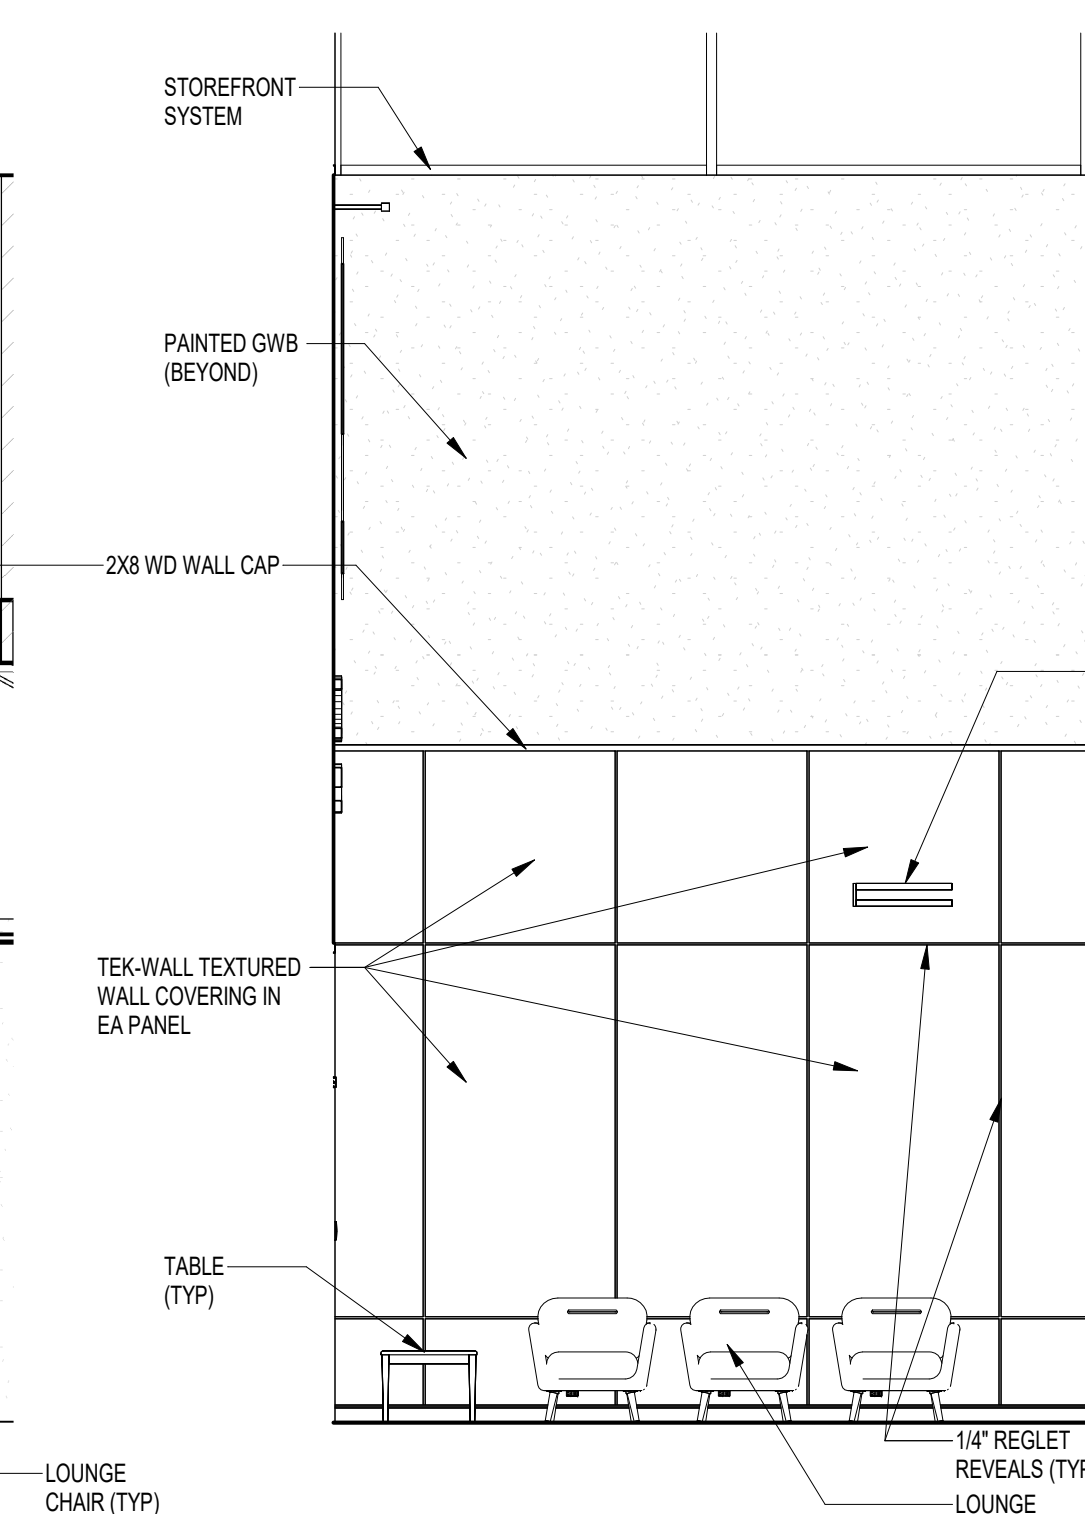 STOREFRONT
SYSTEM
PAINTED GWB
(BEYOND)
2X8 WD WALL CAP
TEK-WALL TEXTURED
WALL COVERING IN
EA PANEL
TABLE
(TYP)
1/4" REGLET
REVEALS (TYP
LOUNGE
LOUNGE
CHAIR (TYP)